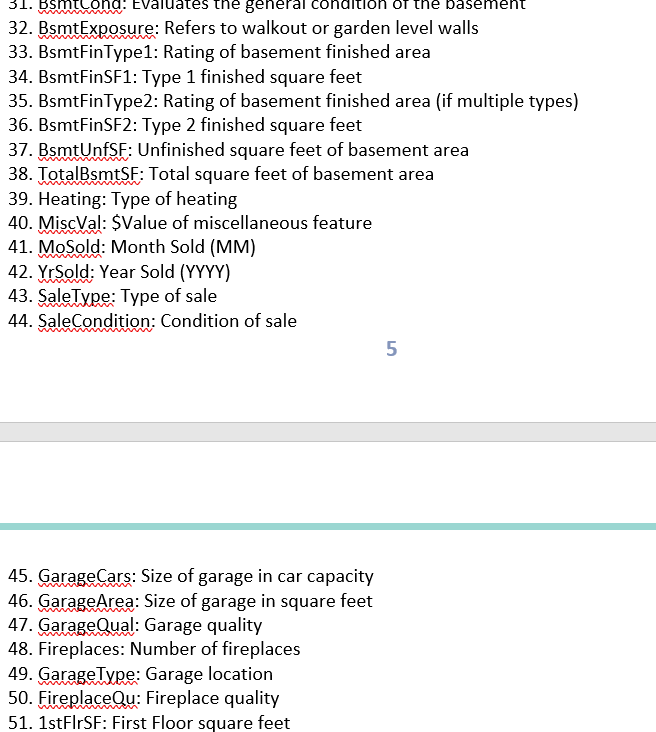 31. BsmtCond: Evaluates the general condition of the basement
32. BsmtExposure: Refers to walkout or garden level walls
33. BsmtFinType1: Rating of basement finished area
34. BsmtFinSF1: Type 1 finished square feet
35. BsmtFinType2: Rating of basement finished area (if multiple types)
36. BsmtFinSF2: Type 2 finished square feet
37. BsmtUnfSF: Unfinished square feet of basement area
38. TotalBsmtSF: Total square feet of basement area
39. Heating: Type of heating
40. MiscVal: $Value of miscellaneous feature
41. MoSold: Month Sold (MM)
42. YrSold: Year Sold (YYYY)
43. SaleType: Type of sale
44. SaleCondition: Condition of sale
5
45. GarageCars: Size of garage in car capacity
46. GarageArea: Size of garage in square feet
47. GarageQual: Garage quality
48. Fireplaces: Number of fireplaces
49. GarageType: Garage location
50. FireplaceQu: Fireplace quality
51. 1stFlrSF: First Floor square feet